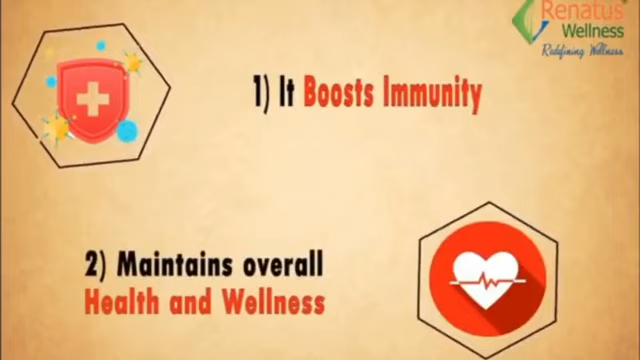 Renatus
Wellness
Redefining Wellness
1) It Boosts Immunity
2) Maintains overall
Health and Wellness